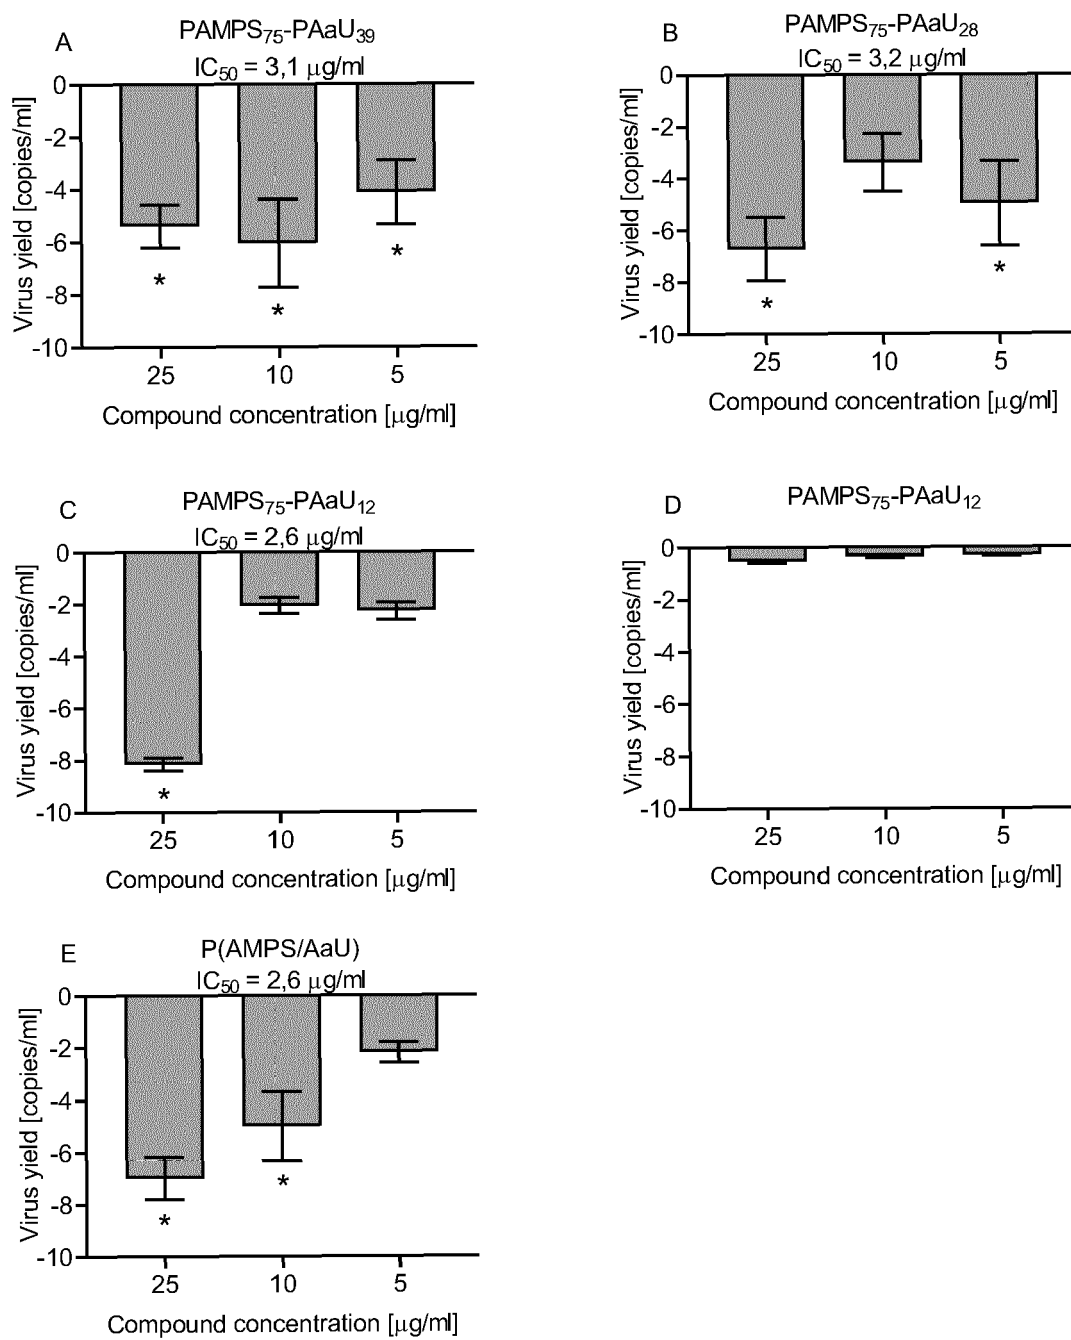 A
PAMPS75-PAaU39
IC50 = 3,1 μg/ml
Virus yield [copies/ml]
0
-2
-4
-6
-8
-10
*
*
*
25 10 5
Compound concentration [μg/ml]
B
PAMPS75-PAaU28
IC50 = 3,2 μg/ml
Virus yield [copies/ml]
0
-2
-4
-6
-8
-10
*
*
25 10 5
Compound concentration [μg/ml]
C
PAMPS75-PAaU12
IC50 = 2,6 μg/ml
Virus yield [copies/ml]
0
-2
-4
-6
-8
-10
*
25 10 5
Compound concentration [μg/ml]
D
PAMPS75-PAaU12
Virus yield [copies/ml]
0
-2
-4
-6
-8
-10
25 10 5
Compound concentration [μg/ml]
E
P(AMPS/AaU)
IC50 = 2,6 μg/ml
Virus yield [copies/ml]
0
-2
-4
-6
-8
-10
*
*
25 10 5
Compound concentration [μg/ml]